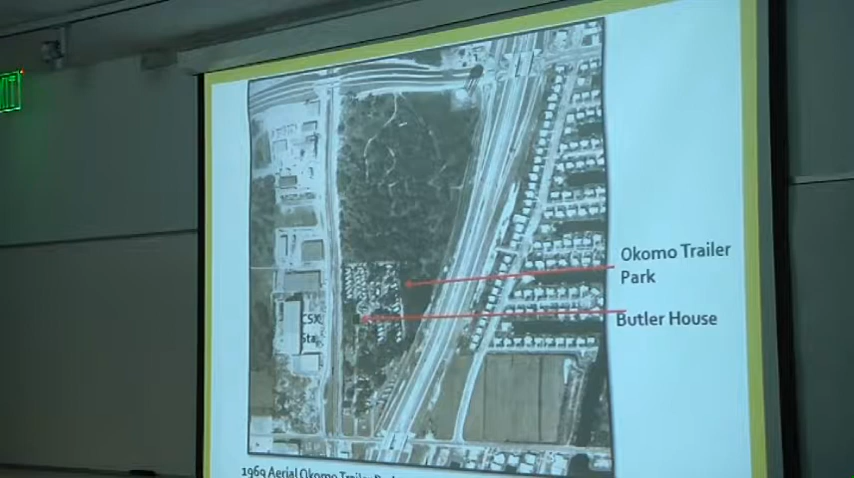 Okomo Trailer
Park
Butler House
CSX
Sta
1969 Aerial Okomo Trailer